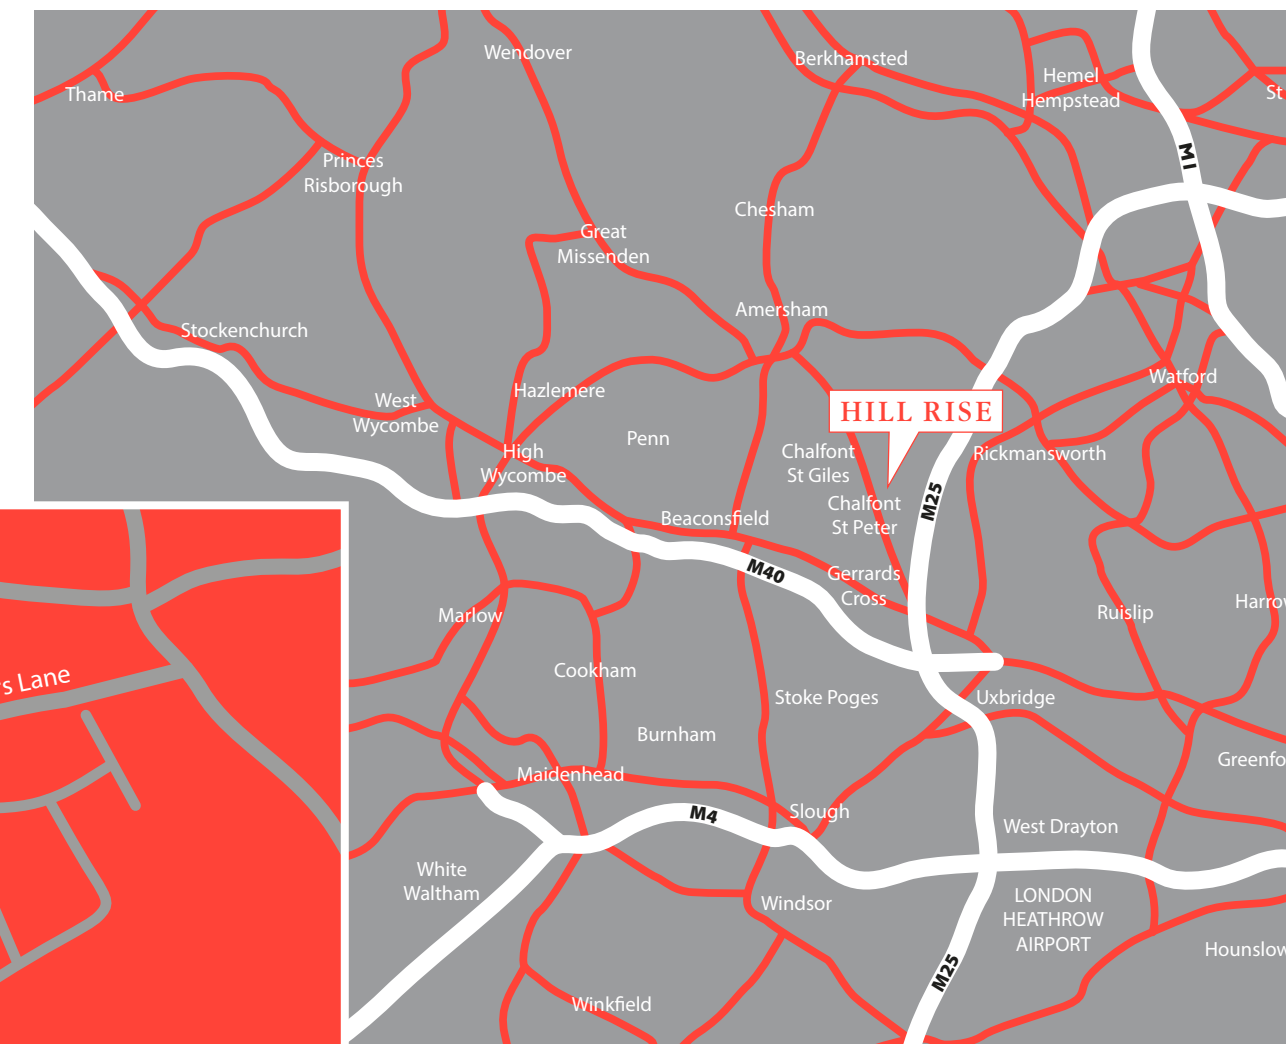 Wendover
Berkhamsted
Hemel
Hempstead
St
Thame
M1
Princes
Risborough
Chesham
Great
Missenden
Amersham
Stockenchurch
Watford
Hazlemere
West
Wycombe
HILL RISE
Penn
High
Wycombe
Chalfont
St Giles
Rickmansworth
M25
Chalfont
St Peter
Beaconsfield
M40
Gerrards
Cross
Marlow
Ruislip
Harrow
Cookham
s Lane
Stoke Poges
Uxbridge
Burnham
Greenfo
Maidenhead
M4
Slough
West Drayton
White
Waltham
Windsor
LONDON
HEATHROW
AIRPORT
Hounslow
M25
Winkfield